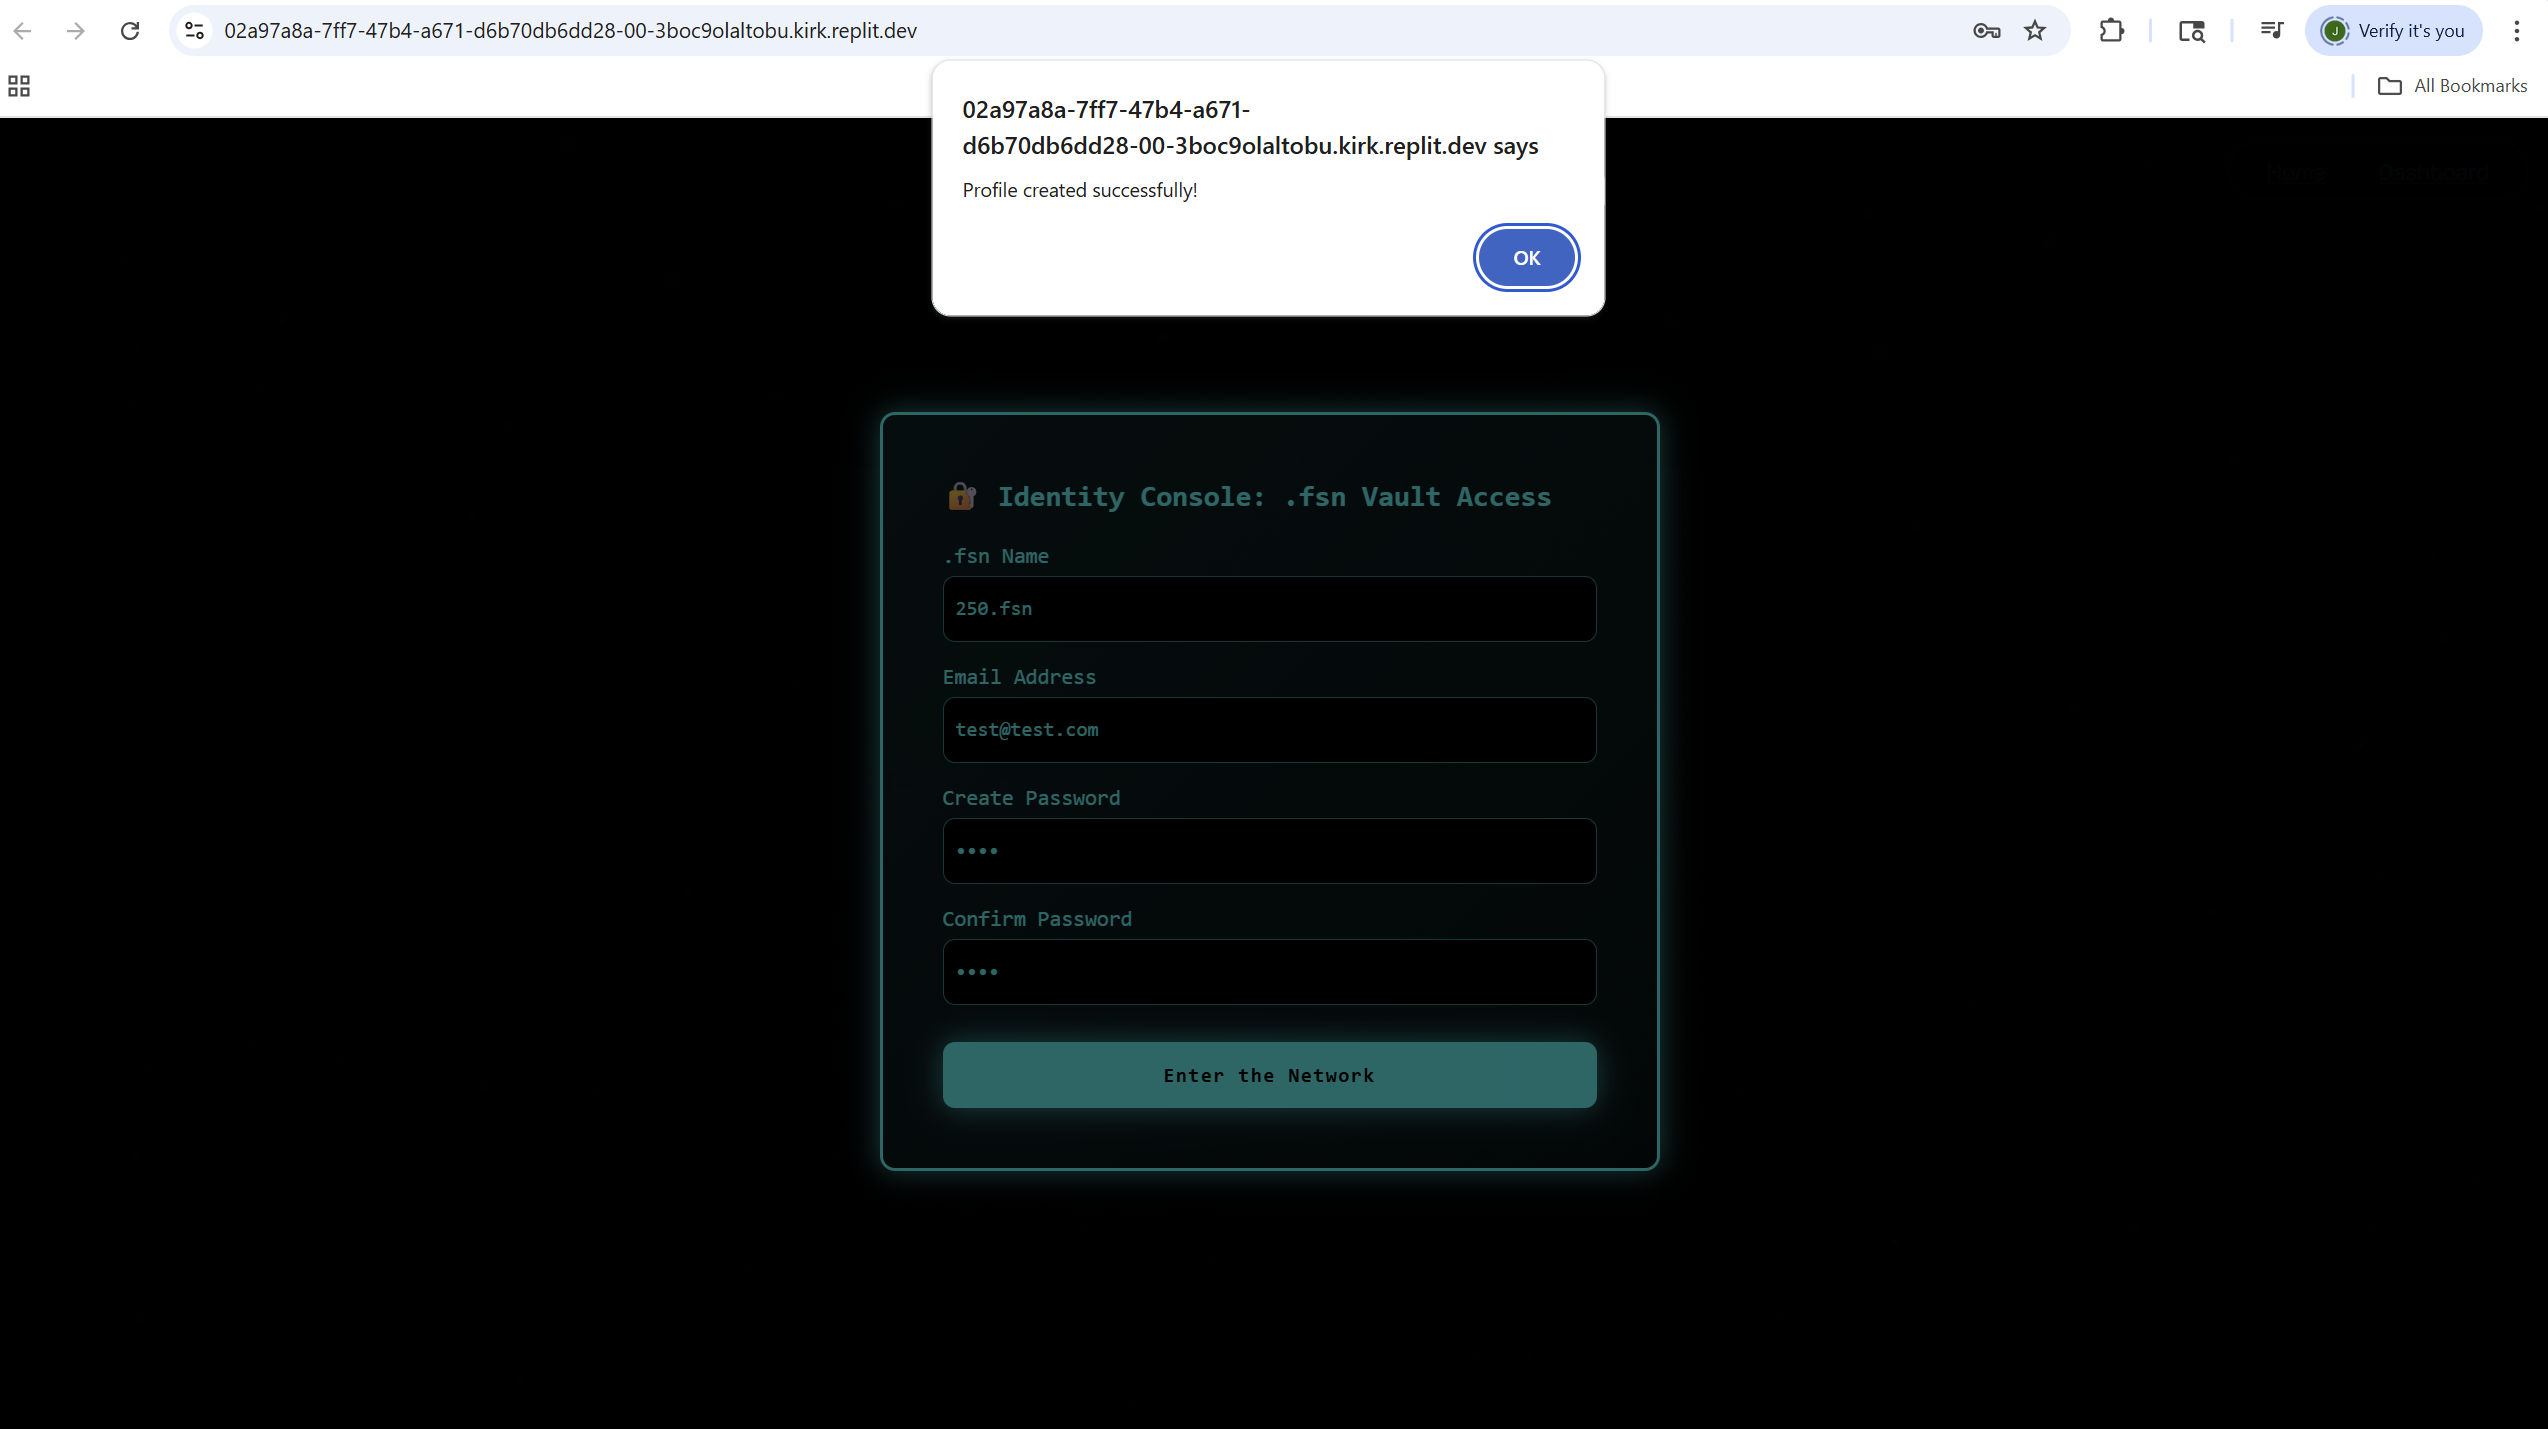 02a97a8a-7ff7-47b4-a671-d6b70db6dd28-00-3boc9olaltobu.kirk.replit.dev
J
Verify it's you
All Bookmarks
02a97a8a-7ff7-47b4-a671-
d6b70db6dd28-00-3boc9olaltobu.kirk.replit.dev says
Profile created successfully!
OK
Home
Dashboard
Identity Console: .fsn Vault Access
.fsn Name
250.fsn
Email Address
test@test.com
Create Password
••••
Confirm Password
••••
Enter the Network